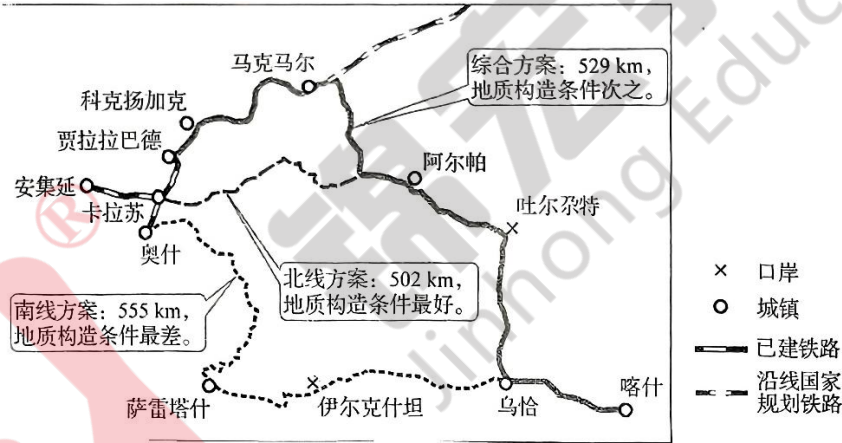 马克马尔
综合方案：529 km，
地质构造条件次之。
科克扬加克
贾拉拉巴德
安集延
卡拉苏
阿尔帕
吐尔尕特
奥什
北线方案：502 km，
地质构造条件最好。
南线方案：555 km，
地质构造条件最差。
萨雷塔什
伊尔克什坦
乌恰
喀什
口岸
城镇
已建铁路
沿线国家
规划铁路
®
Jinhong Educ